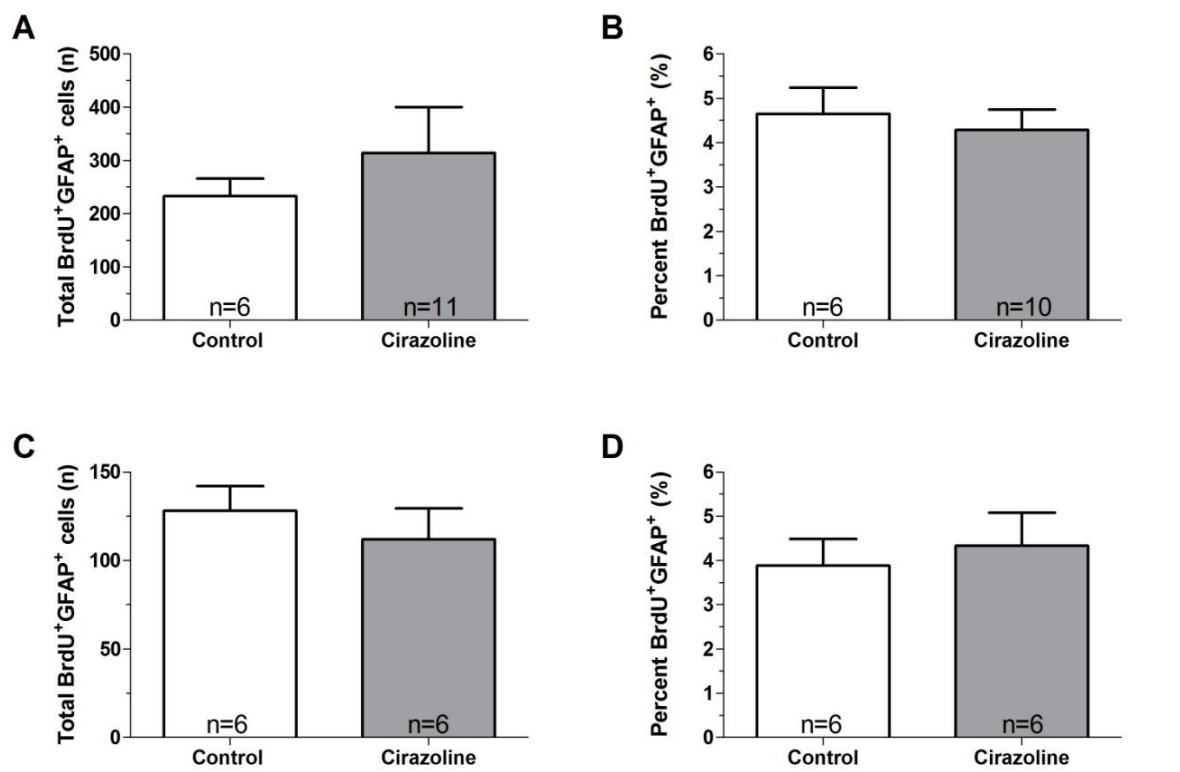 A
Total BrdU⁺GFAP⁺ cells (n)
500
400
300
200
100
0
n=6
n=11
Control
Cirazoline
B
Percent BrdU⁺GFAP⁺ (%)
6
5
4
3
2
1
0
n=6
n=10
Control
Cirazoline
C
Total BrdU⁺GFAP⁺ cells (n)
150
100
50
0
n=6
n=6
Control
Cirazoline
D
Percent BrdU⁺GFAP⁺ (%)
6
5
4
3
2
1
0
n=6
n=6
Control
Cirazoline